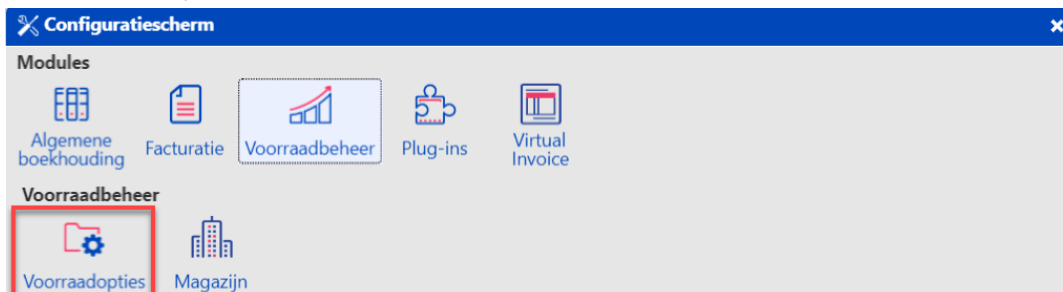 Configuratiescherm
Modules
Algemene
boekhouding
Facturatie
Voorraadbeheer
Plug-ins
Virtual
Invoice
Voorraadbeheer
Voorraadopties
Magazijn